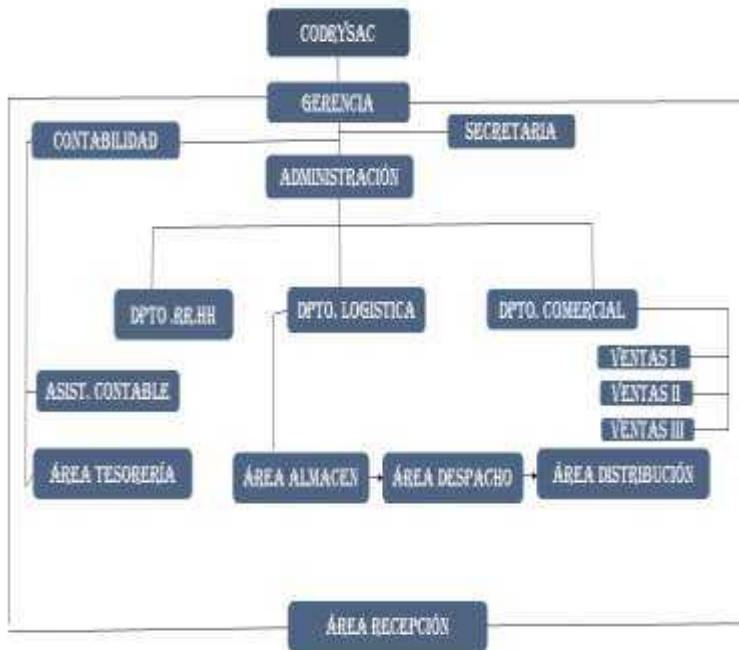 CODRYSAC
GERENCIA
SECRETARIA
CONTABILIDAD
ADMINISTRACIÓN
DPTO .RR.HH
DPTO. LOGISTICA
DPTO. COMERCIAL
VENTAS I
VENTAS II
VENTAS III
ASIST. CONTABLE
ÁREA TESORERÍA
ÁREA ALMACEN
ÁREA DESPACHO
ÁREA DISTRIBUCIÓN
ÁREA RECEPCIÓN